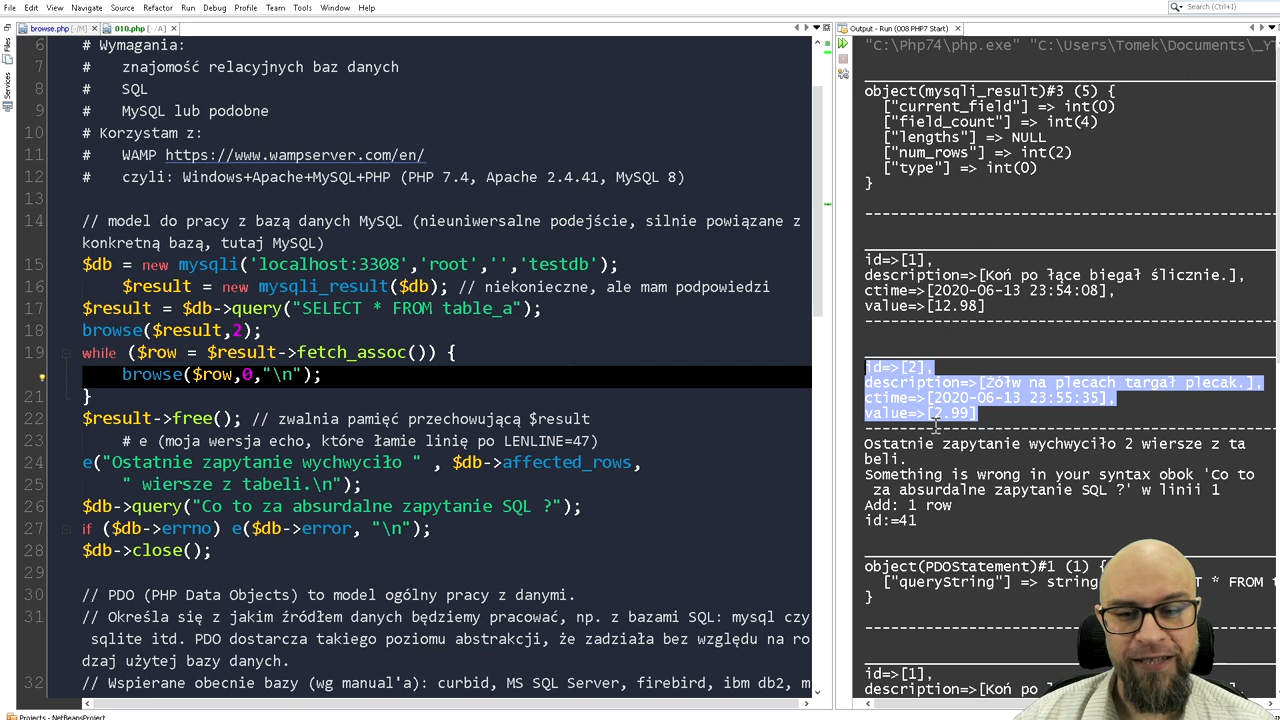 File Edit View Navigate Source Refactor Run Debug Profile Team Tools Window Help
Search (Ctrl+I)
browse.php [-/M]
010.php [-/A]
Output - Run (008 PHP7 Start)
Files
Services
6 # Wymagania:
7 #    znajomość relacyjnych baz danych
8 #    SQL
9 #    MySQL lub podobne
10 # Korzystam z:
11 #    WAMP https://www.wampserver.com/en/
12 #    czyli: Windows+Apache+MySQL+PHP (PHP 7.4, Apache 2.4.41, MySQL 8)
13
14 // model do pracy z bazą danych MySQL (nieuniwersalne podejście, silnie powiązane z
konkretną bazą, tutaj MySQL)
15 $db = new mysqli('localhost:3308','root','','testdb');
16     $result = new mysqli_result($db); // niekonieczne, ale mam podpowiedzi
17 $result = $db->query("SELECT * FROM table_a");
18 browse($result,2);
19 while ($row = $result->fetch_assoc()) {
browse($row,0,"\n");
21 }
22 $result->free(); // zwalnia pamięć przechowującą $result
23     # e (moja wersja echo, które łamie linię po LENLINE=47)
24 e("Ostatnie zapytanie wychwyciło " , $db->affected_rows,
25     " wiersze z tabeli.\n");
26 $db->query("Co to za absurdalne zapytanie SQL ?");
27 if ($db->errno) e($db->error, "\n");
28 $db->close();
29
30 // PDO (PHP Data Objects) to model ogólny pracy z danymi.
31 // Określa się z jakim źródłem danych będziemy pracować, np. z bazami SQL: mysql czy
sqlite itd. PDO dostarcza takiego poziomu abstrakcji, że zadziała bez względu na ro
dzaj użytej bazy danych.
32 // Wspierane obecnie bazy (wg manual'a): curbid, MS SQL Server, firebird, ibm db2, m
"C:\Php74\php.exe" "C:\Users\Tomek\Documents\_YT
object(mysqli_result)#3 (5) {
["current_field"] => int(0)
["field_count"] => int(4)
["lengths"] => NULL
["num_rows"] => int(2)
["type"] => int(0)
}
id=>[1],
description=>[Koń po łące biegał ślicznie.],
ctime=>[2020-06-13 23:54:08],
value=>[12.98]
id=>[2],
description=>[Żółw na plecach targał plecak.],
ctime=>[2020-06-13 23:55:35],
value=>[2.99]
Ostatnie zapytanie wychwyciło 2 wiersze z ta
beli.
Something is wrong in your syntax obok 'Co to
za absurdalne zapytanie SQL ?' w linii 1
Add: 1 row
id:=41
object(PDOStatement)#1 (1) {
["queryString"] => string * FROM t
}
id=>[1],
description=>[Koń po
Projects - NetBeansProject